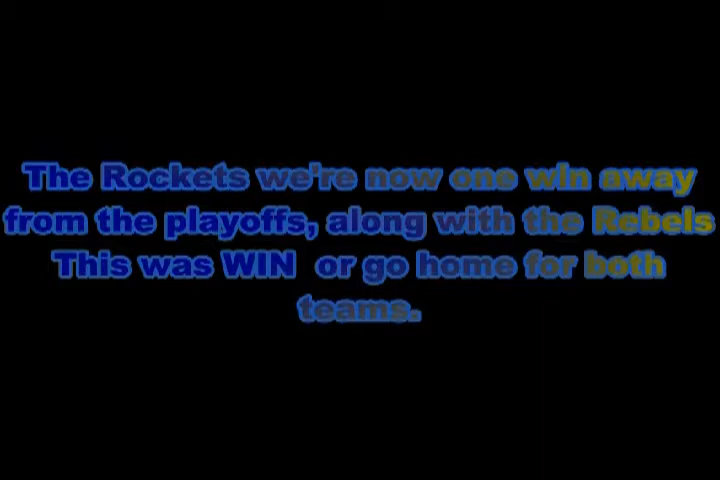 The Rockets we're now one win away
from the playoffs, along with the Rebels
This was WIN  or go home for both
teams.